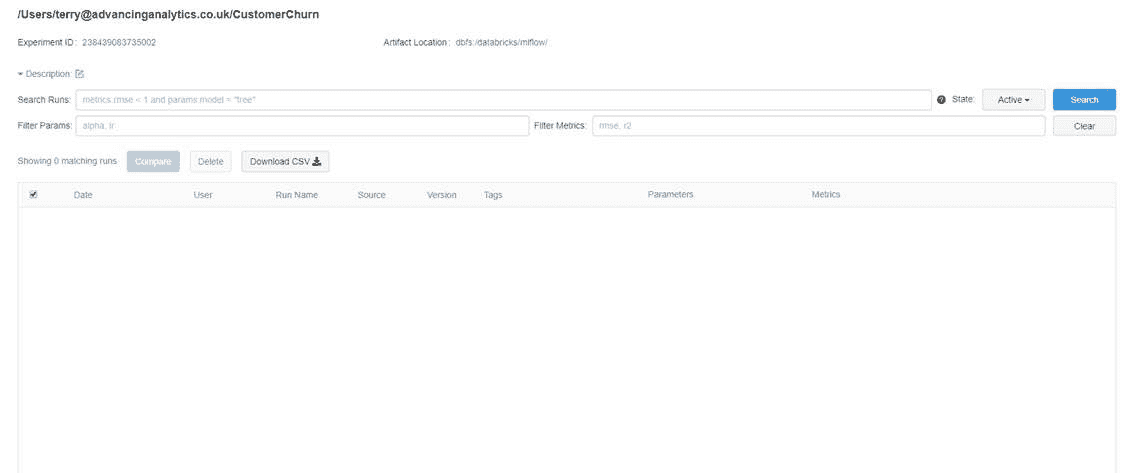 /Users/terry@advancinganalytics.co.uk/CustomerChurn
Experiment ID: 238439083735002 Artifact Location: dbfs:/databricks/mlflow/
Description:
Search Runs: metrics.rmse < 1 and params.model = "tree" ? State: Active Search
Filter Params: alpha, lr Filter Metrics: rmse, r2 Clear
Showing 0 matching runs Compare Delete Download CSV
Date User Run Name Source Version Tags Parameters Metrics